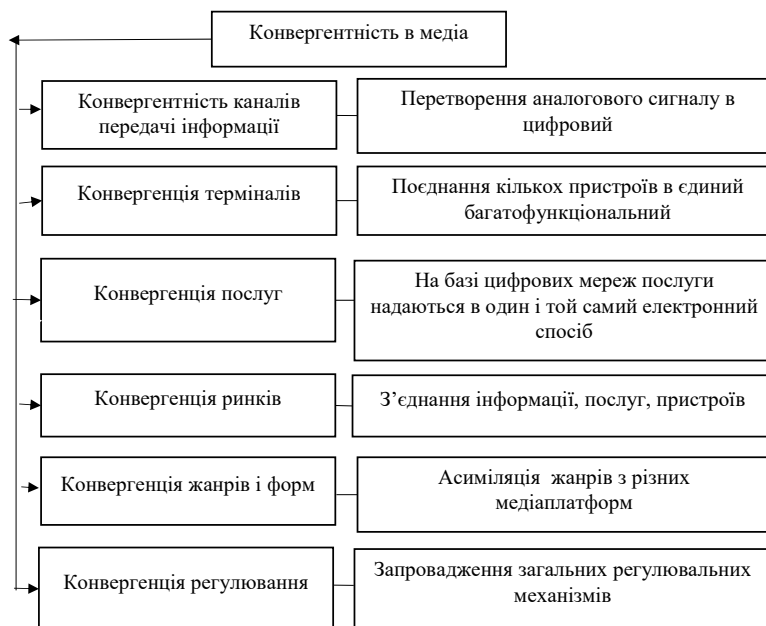 Конвергентність в медіа
Конвергентність каналів
передачі інформації
Перетворення аналогового сигналу в
цифровий
Конвергенція терміналів
Поєднання кількох пристроїв в єдиний
багатофункціональний
Конвергенція послуг
На базі цифрових мереж послуги
надаються в один і той самий електронний
спосіб
Конвергенція ринків
З’єднання інформації, послуг, пристроїв
Конвергенція жанрів і форм
Асиміляція жанрів з різних
медіаплатформ
Конвергенція регулювання
Запровадження загальних регулювальних
механізмів